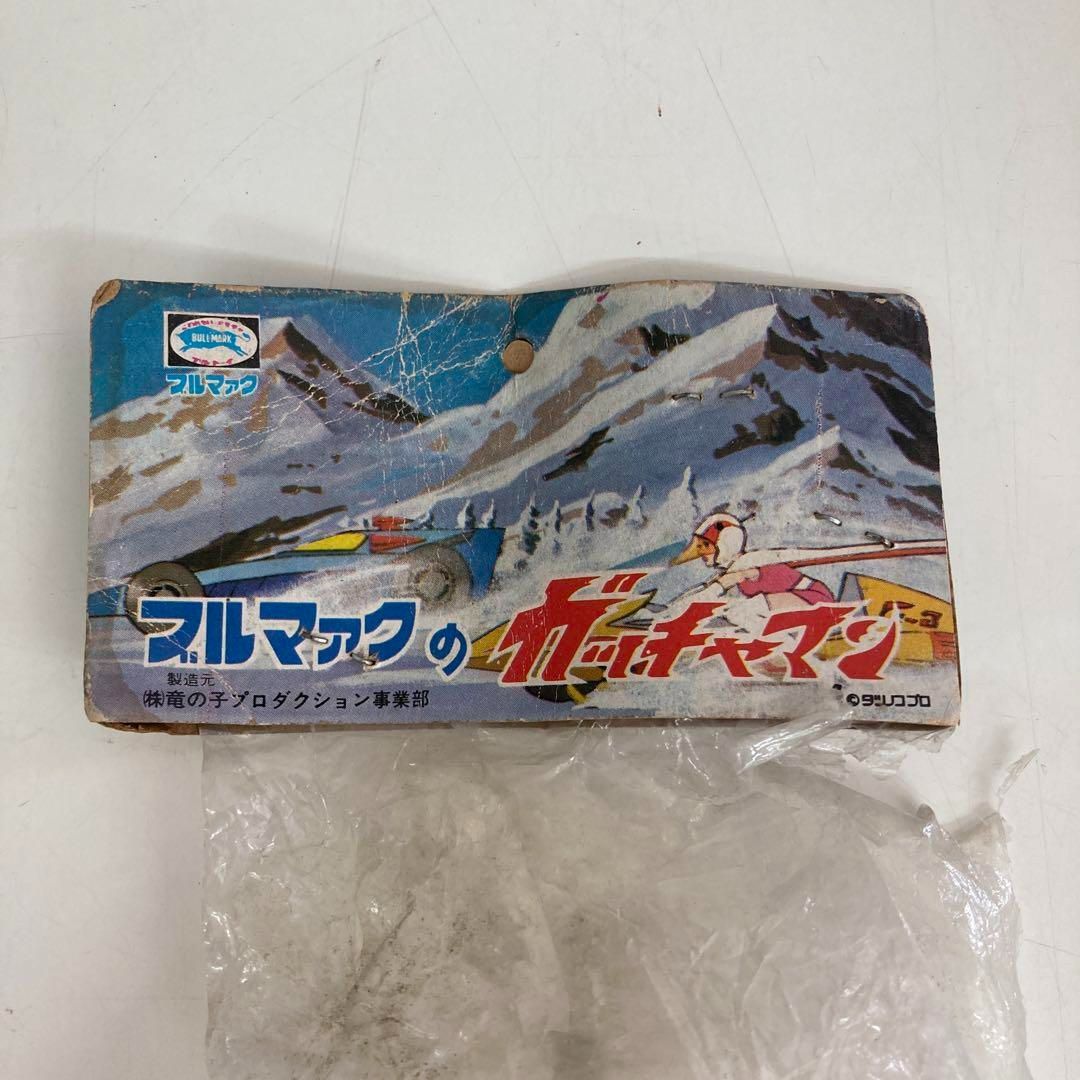 BULLMARK
ブルマァク
ブルマァクの
ガッチャマン
製造元
(株)竜の子プロダクション事業部
©タツノコプロ